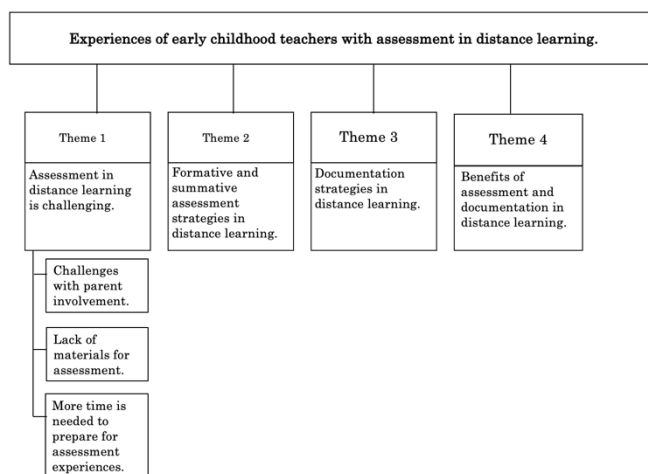 Experiences of early childhood teachers with assessment in distance learning.
Theme 1
Assessment in
distance learning
is challenging.
Theme 2
Formative and
summative
assessment
strategies in
distance learning.
Theme 3
Documentation
strategies in
distance learning.
Theme 4
Benefits of
assessment and
documentation in
distance learning.
Challenges
with parent
involvement.
Lack of
materials for
assessment.
More time is
needed to
prepare for
assessment
experiences.